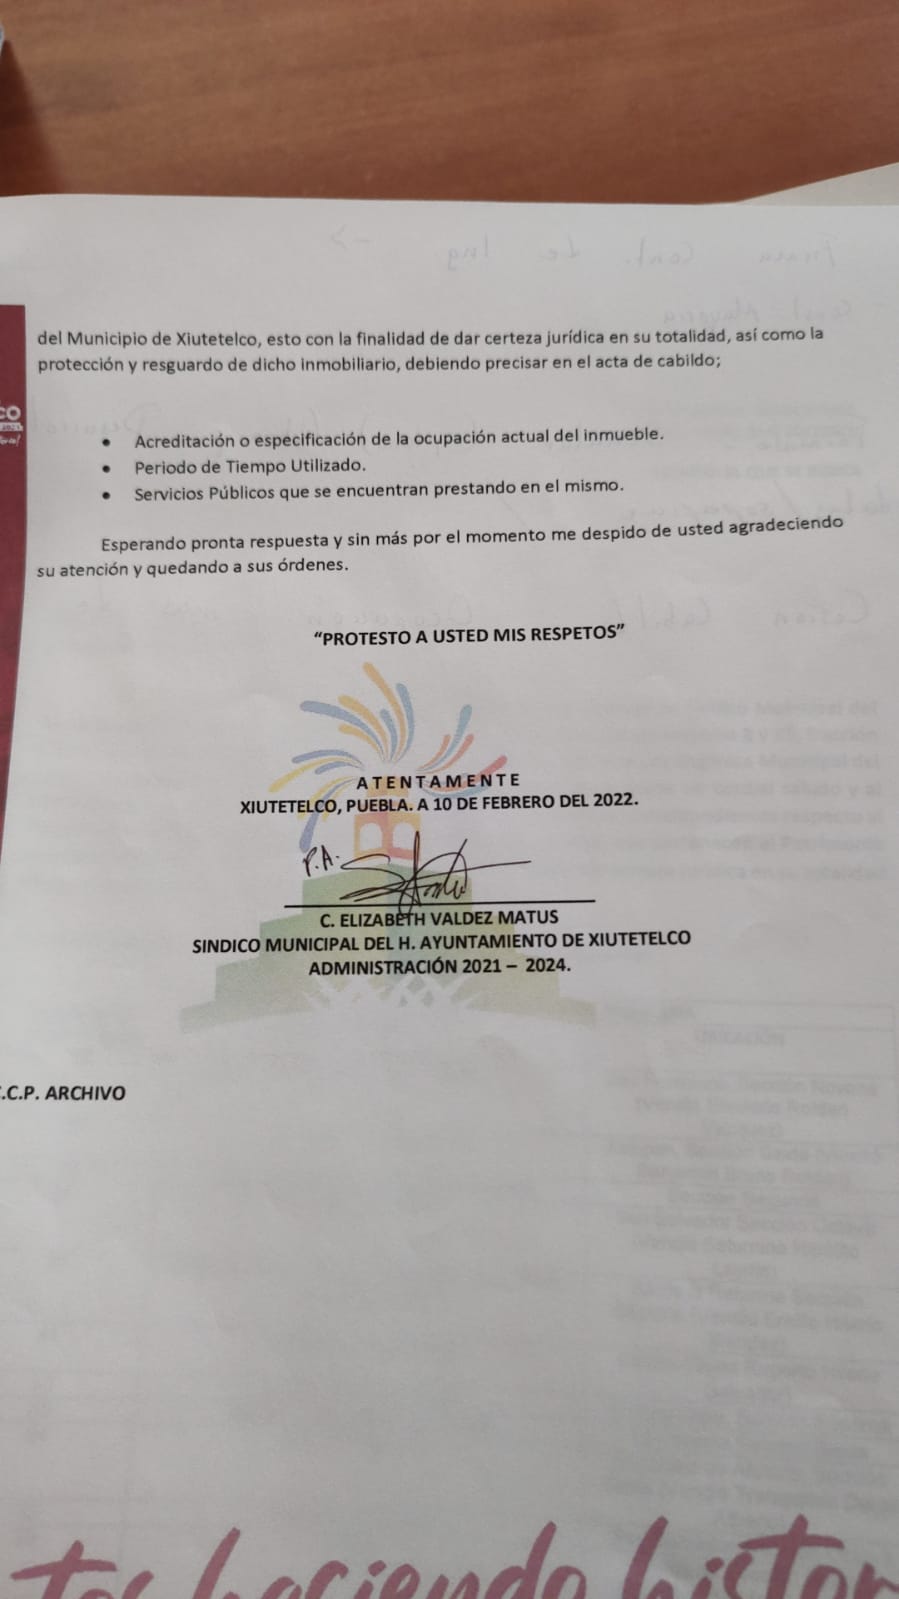 del Municipio de Xiutetelco, esto con la finalidad de dar certeza jurídica en su totalidad, así como la
protección y resguardo de dicho inmobiliario, debiendo precisar en el acta de cabildo;
CO
• Acreditación o especificación de la ocupación actual del inmueble.
• Periodo de Tiempo Utilizado.
• Servicios Públicos que se encuentran prestando en el mismo.
Esperando pronta respuesta y sin más por el momento me despido de usted agradeciendo
su atención y quedando a sus órdenes.
“PROTESTO A USTED MIS RESPETOS”
ATENTAMENTE
XIUTETELCO, PUEBLA. A 10 DE FEBRERO DEL 2022.
P.A.
C. ELIZABETH VALDEZ MATUS
SINDICO MUNICIPAL DEL H. AYUNTAMIENTO DE XIUTETELCO
ADMINISTRACIÓN 2021 – 2024.
.C.P. ARCHIVO
haciendo histor